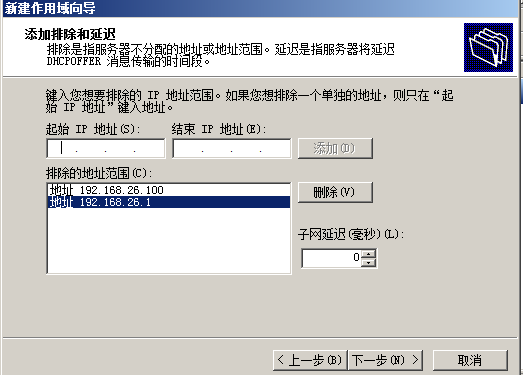 新建作用域向导
添加排除和延迟
排除是指服务器不分配的地址或地址范围。延迟是指服务器将延迟
DHCPOFFER 消息传输的时间段。
键入您想要排除的 IP 地址范围。如果您想排除一个单独的地址，则只在“起
始 IP 地址”键入地址。
起始 IP 地址(S): 结束 IP 地址(E):
. . . . . . 添加(D)
排除的地址范围(C):
地址 192.168.26.100 删除(V)
地址 192.168.26.1
子网延迟(毫秒)(L):
0
< 上一步(B) 下一步(N) > 取消